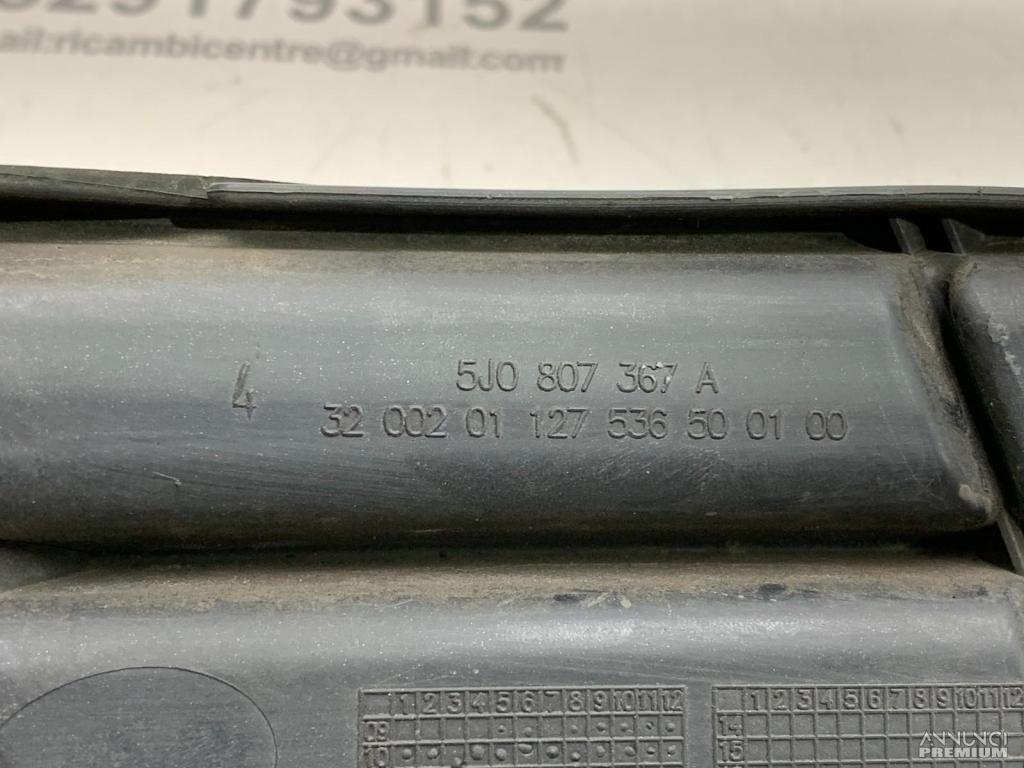 8291793152
ail:ricambicentre@gmail.com
4
5J0 807 367 A
32 002 01 127 536 50 01 00
1 2 3 4 5 6 7 8 9 10 11 12
09
10
1 2 3 4 5 6 7 8 9 10 11 12
14
15
ANNUNCI
PREMIUM